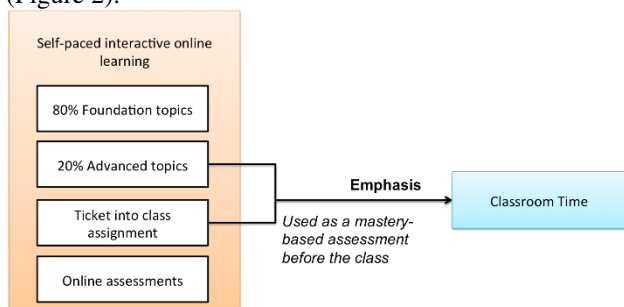 (Figure 2).
Self-paced interactive online
learning
80% Foundation topics
20% Advanced topics
Ticket into class
assignment
Online assessments
Emphasis
Used as a mastery-
based assessment
before the class
Classroom Time